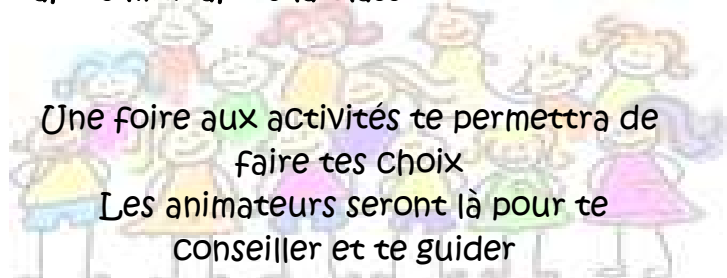 Une foire aux activités te permettra de
faire tes choix
Les animateurs seront là pour te
conseiller et te guider